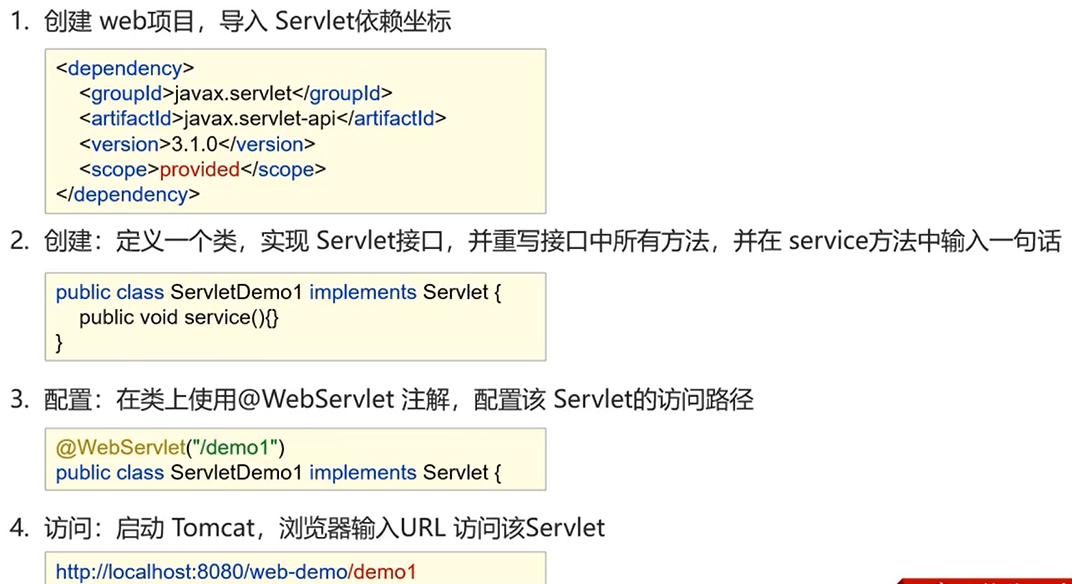 1. 创建 web项目，导入 Servlet依赖坐标
<dependency>
<groupId>javax.servlet</groupId>
<artifactId>javax.servlet-api</artifactId>
<version>3.1.0</version>
<scope>provided</scope>
</dependency>
2. 创建：定义一个类，实现 Servlet接口，并重写接口中所有方法，并在 service方法中输入一句话
public class ServletDemo1 implements Servlet {
public void service(){}
}
3. 配置：在类上使用@WebServlet 注解，配置该 Servlet的访问路径
@WebServlet("/demo1")
public class ServletDemo1 implements Servlet {
4. 访问：启动 Tomcat，浏览器输入URL 访问该Servlet
http://localhost:8080/web-demo/demo1